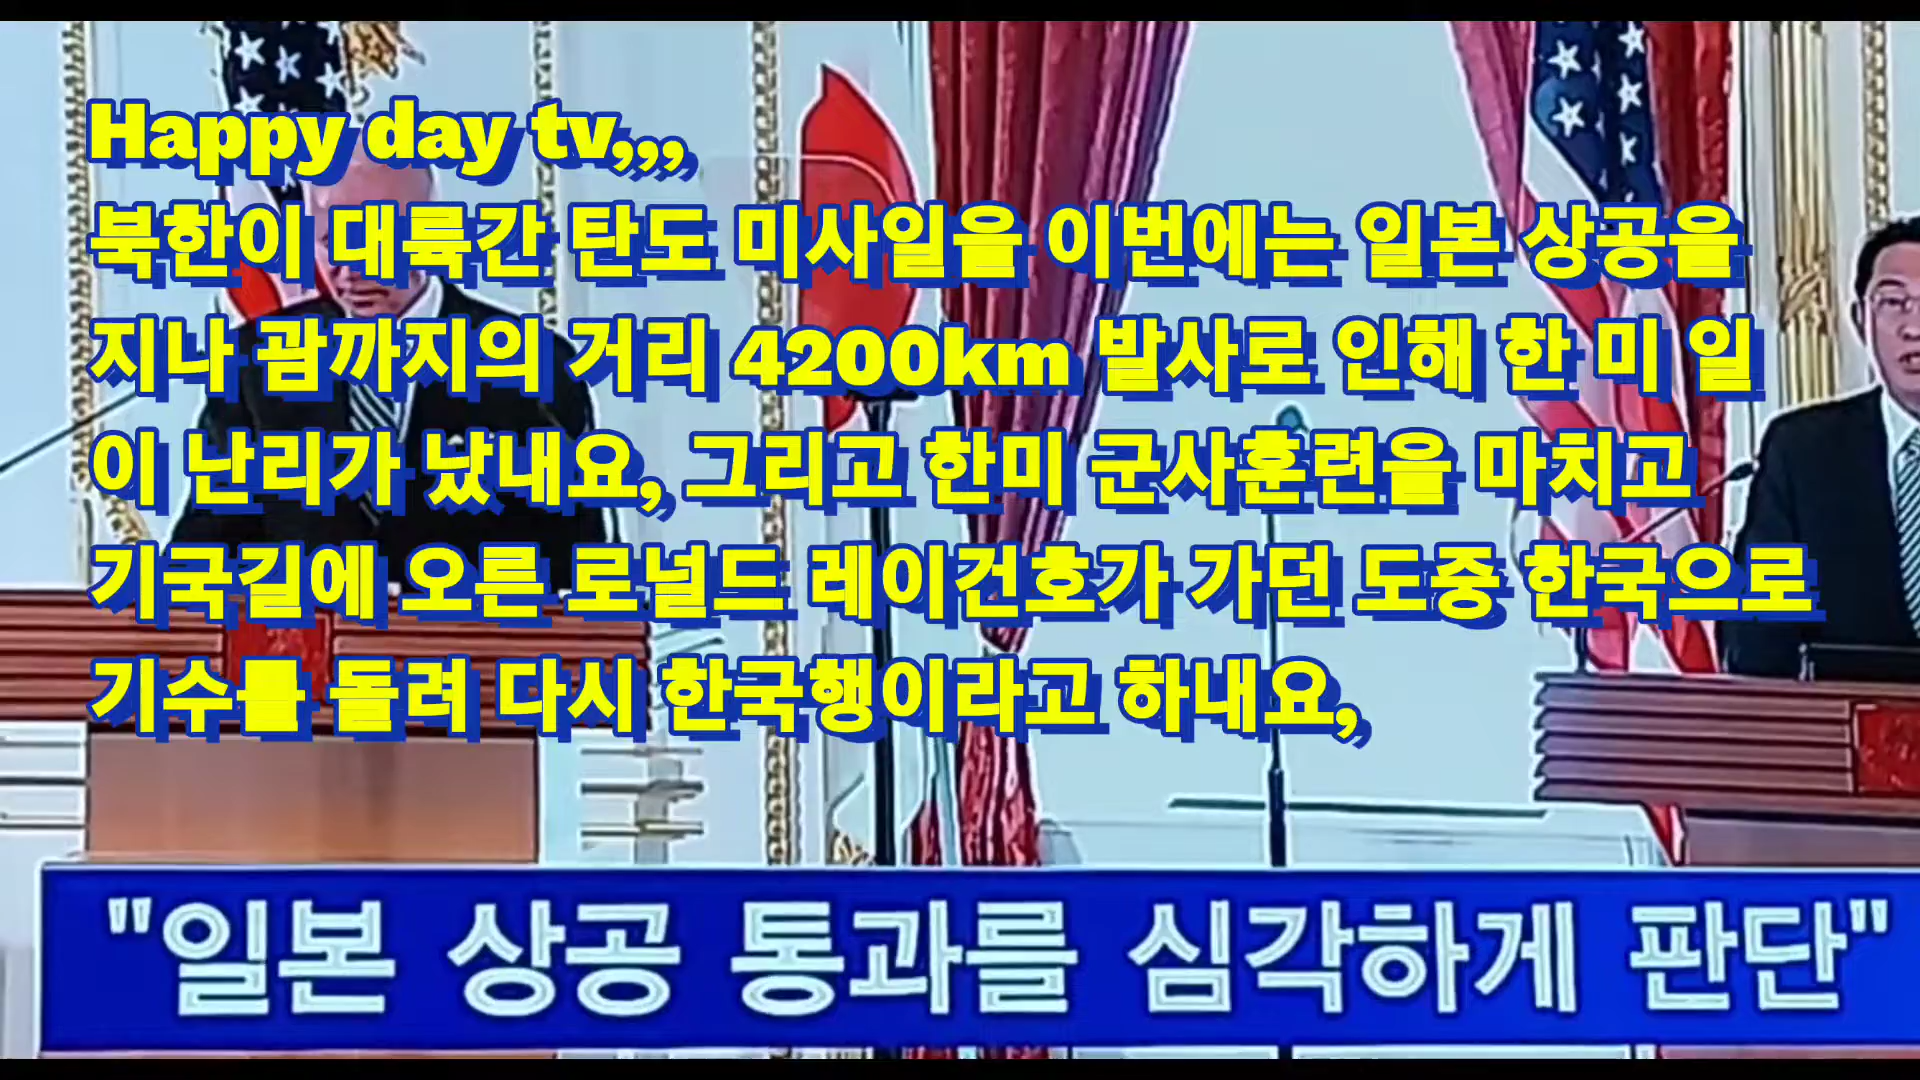 Happy day tv,,,
북한이 대륙간 탄도 미사일을 이번에는 일본 상공을
지나 괌까지의 거리 4200km 발사로 인해 한 미 일
이 난리가 났내요, 그리고 한미 군사훈련을 마치고
기국길에 오른 로널드 레이건호가 가던 도중 한국으로
기수를 돌려 다시 한국행이라고 하내요,
"일본 상공 통과를 심각하게 판단"